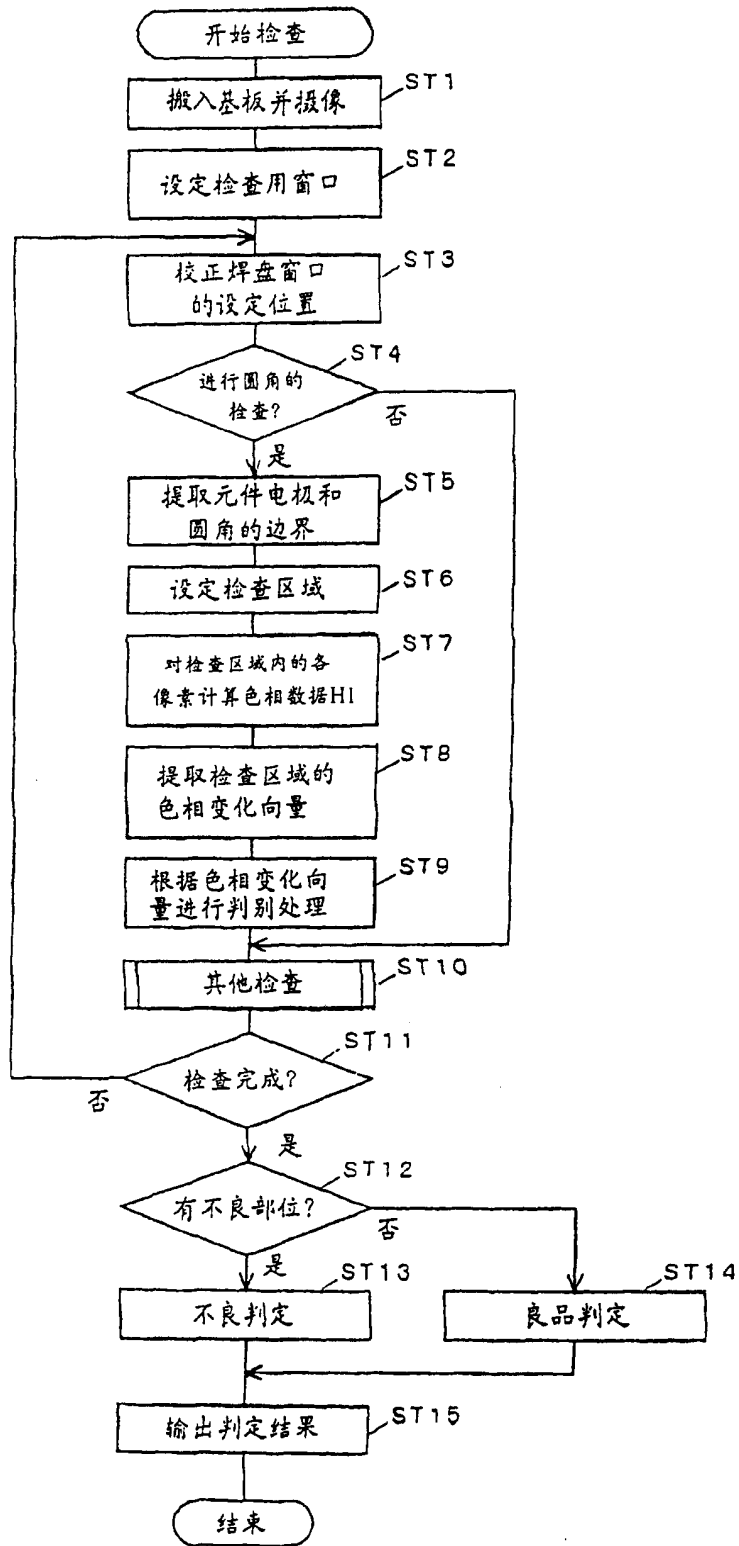 开始检查
搬入基板并摄像
ST1
设定检查用窗口
ST2
校正焊盘窗口
的设定位置
ST3
进行圆角的
检查?
ST4
否
是
提取元件电极和
圆角的边界
ST5
设定检查区域
ST6
对检查区域内的各
像素计算色相数据HI
ST7
提取检查区域的
色相变化向量
ST8
根据色相变化向
量进行判别处理
ST9
其他检查
ST10
检查完成?
ST11
否
是
有不良部位?
ST12
否
是
不良判定
ST13
良品判定
ST14
输出判定结果
ST15
结束